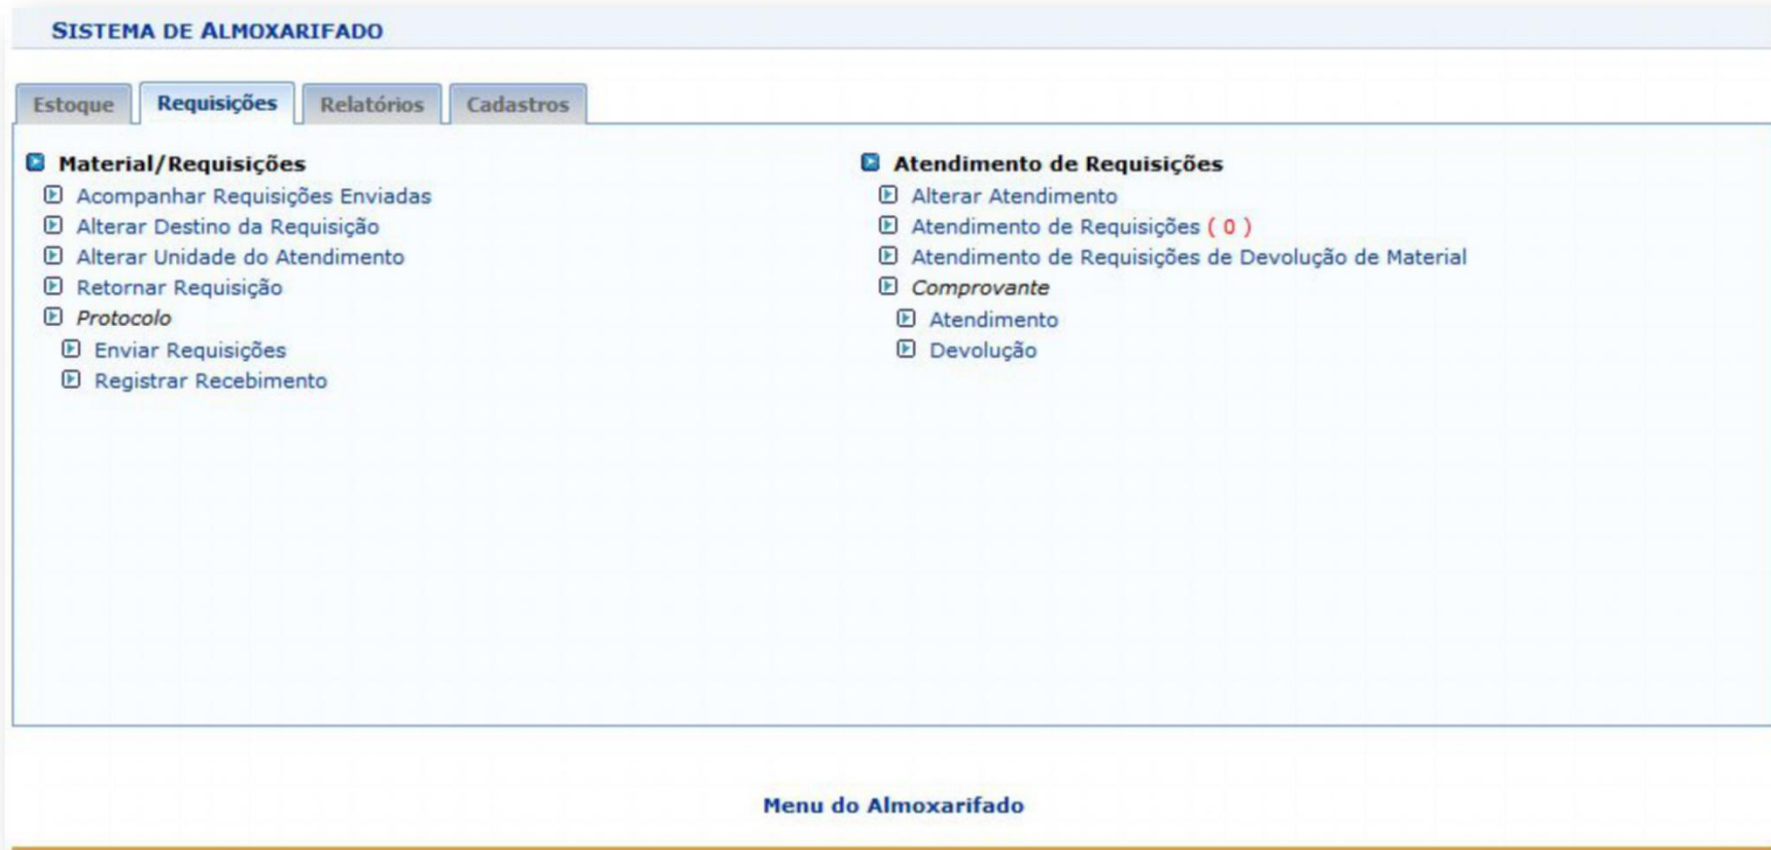 SISTEMA DE ALMOXARIFADO
Estoque Requisições Relatórios Cadastros
Material/Requisições
Acompanhar Requisições Enviadas
Alterar Destino da Requisição
Alterar Unidade do Atendimento
Retornar Requisição
Protocolo
Enviar Requisições
Registrar Recebimento
Atendimento de Requisições
Alterar Atendimento
Atendimento de Requisições ( 0 )
Atendimento de Requisições de Devolução de Material
Comprovante
Atendimento
Devolução
Menu do Almoxarifado